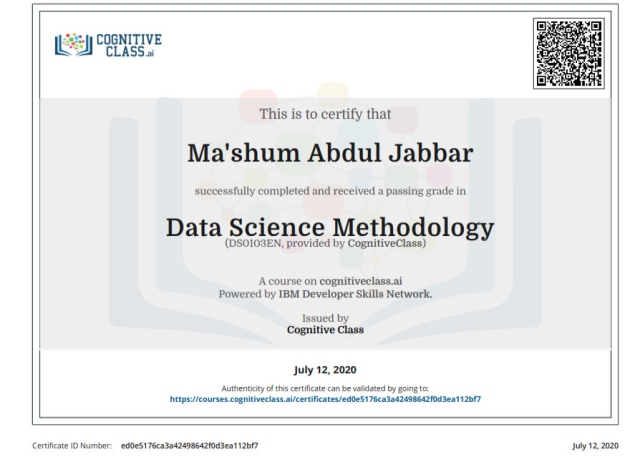 COGNITIVE
CLASS.ai
This is to certify that
Ma'shum Abdul Jabbar
successfully completed and received a passing grade in
Data Science Methodology
(DS0103EN, provided by CognitiveClass)
A course on cognitiveclass.ai
Powered by IBM Developer Skills Network.
Issued by
Cognitive Class
July 12, 2020
Authenticity of this certificate can be validated by going to:
https://courses.cognitiveclass.ai/certificates/ed0e5176ca3a42498642f0d3ea112bf7
Certificate ID Number: ed0e5176ca3a42498642f0d3ea112bf7
July 12, 2020